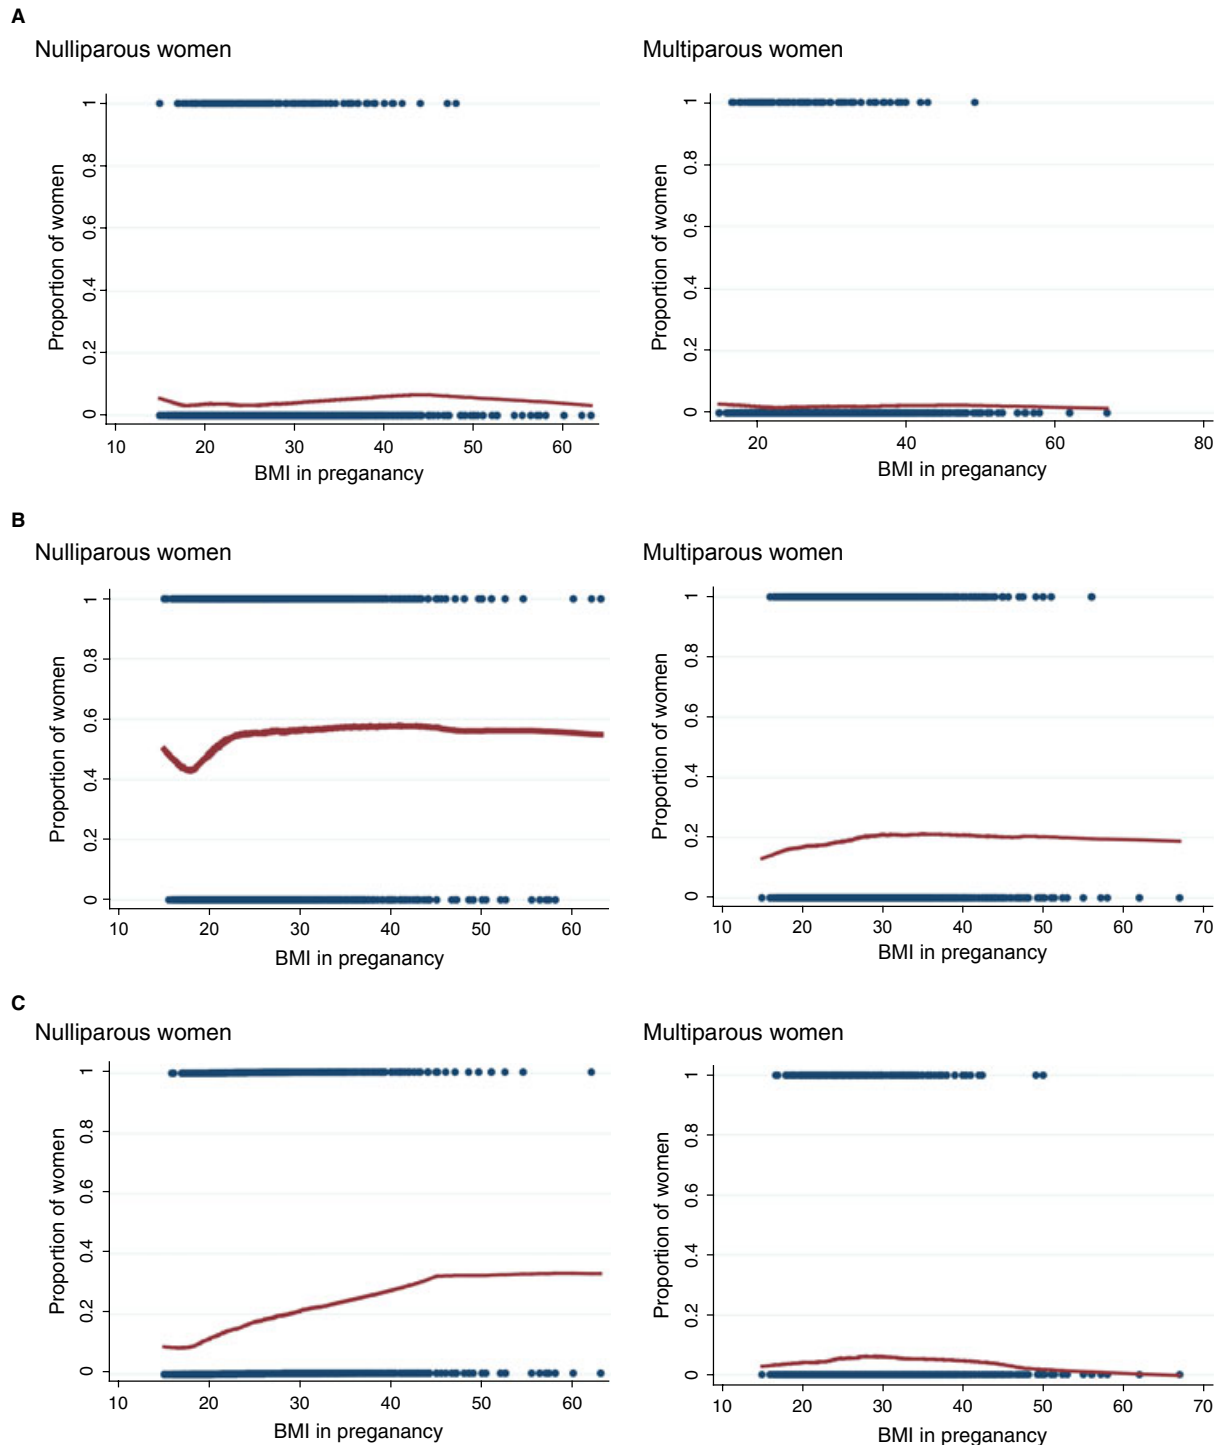 A
Nulliparous women
Multiparous women
Proportion of women
1
0.8
0.6
0.4
0.2
0
10 20 30 40 50 60
BMI in preganancy
Proportion of women
1
0.8
0.6
0.4
0.2
0
20 40 60 80
BMI in preganancy
B
Nulliparous women
Multiparous women
Proportion of women
1
0.8
0.6
0.4
0.2
0
10 20 30 40 50 60
BMI in preganancy
Proportion of women
1
0.8
0.6
0.4
0.2
0
10 20 30 40 50 60 70
BMI in preganancy
C
Nulliparous women
Multiparous women
Proportion of women
1
0.8
0.6
0.4
0.2
0
10 20 30 40 50 60
BMI in preganancy
Proportion of women
1
0.8
0.6
0.4
0.2
0
10 20 30 40 50 60 70
BMI in preganancy